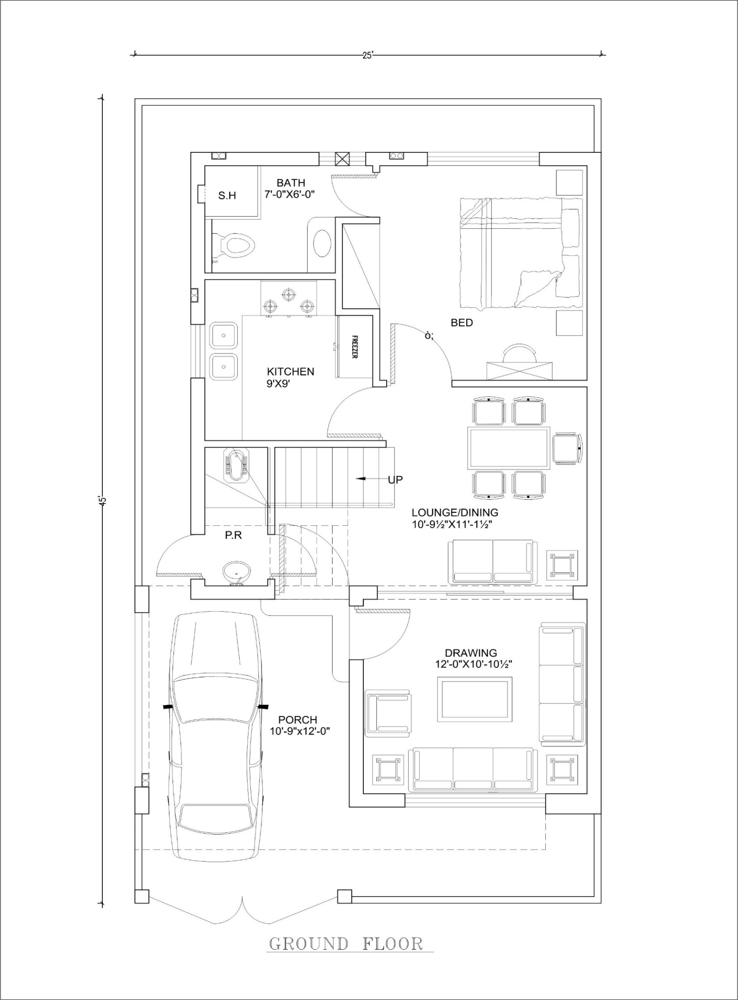 25'
45'
BATH
7'-0"X6'-0"
S.H
BED
ò;
FREEZER
KITCHEN
9'X9'
UP
LOUNGE/DINING
10'-9½"X11'-1½"
P.R
DRAWING
12'-0"X10'-10½"
PORCH
10'-9"x12'-0"
GROUND FLOOR